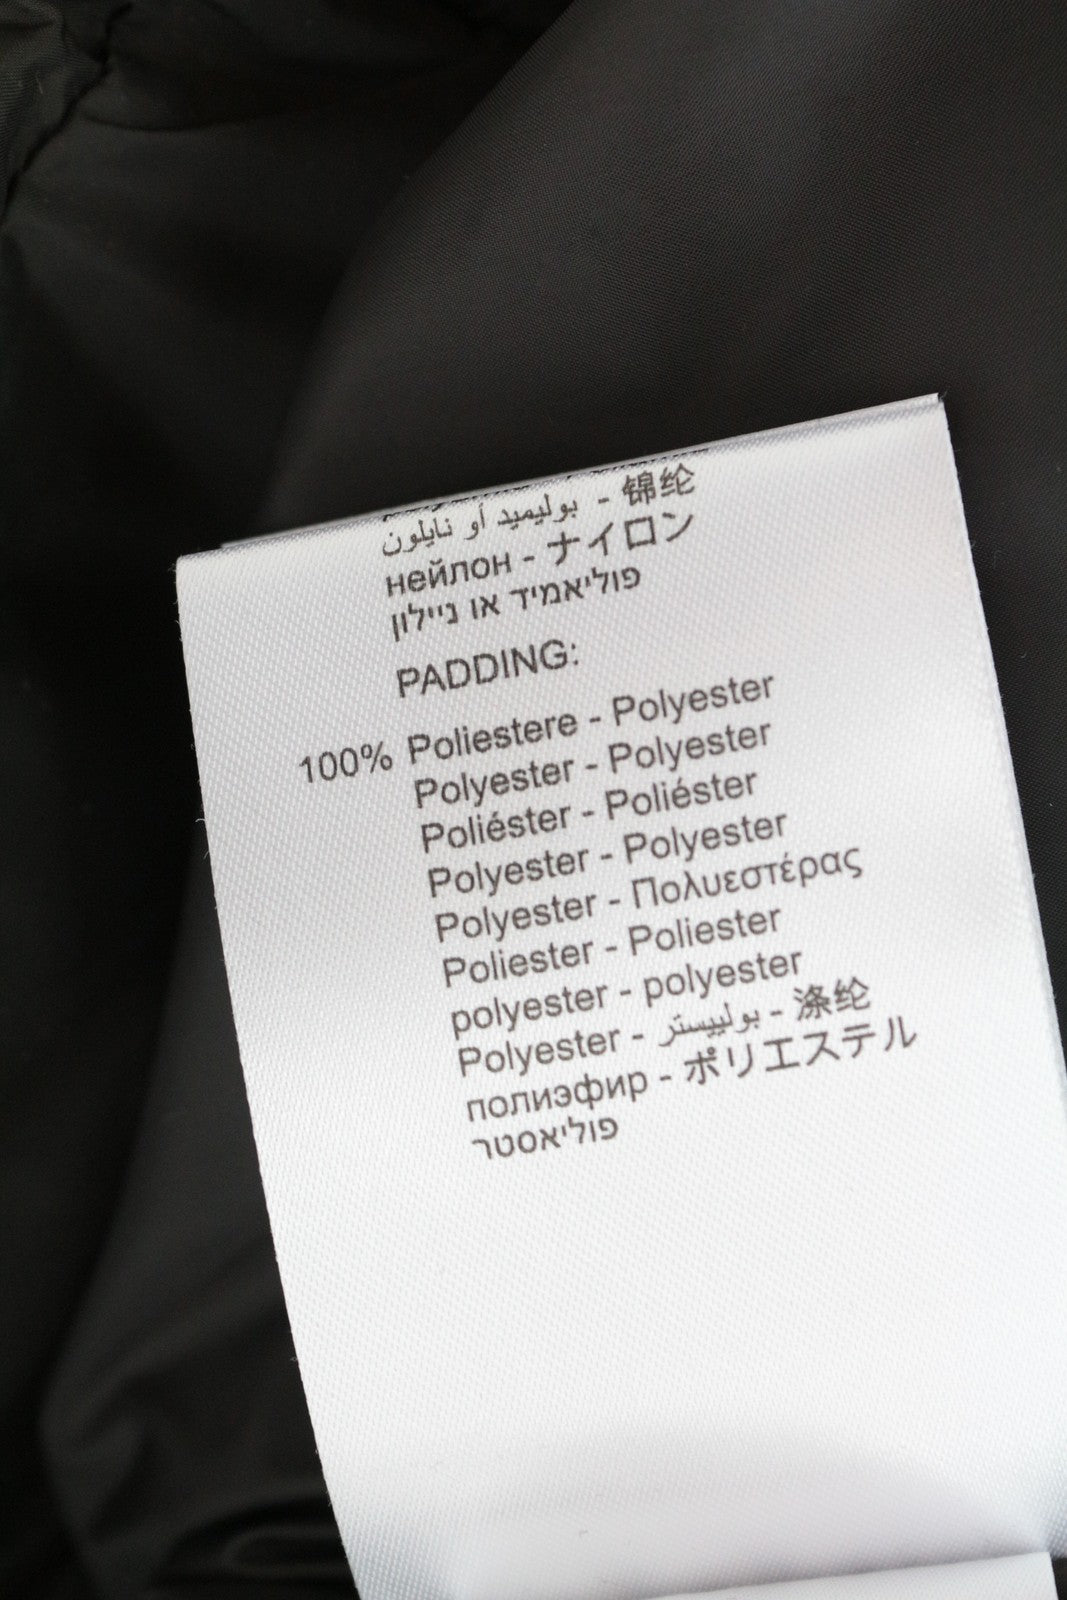 بوليميد أو نايلون - 锦纶
нейлон - ナイロン
פוליאמיד או ניילון
PADDING:
100% Poliestere - Polyester
Polyester - Polyester
Poliéster - Poliéster
Polyester - Polyester
Polyester - Πολυεστέρας
Poliester - Poliester
polyester - polyester
Polyester - بولييستر - 涤纶
полиэфир - ポリエステル
פוליאסטר